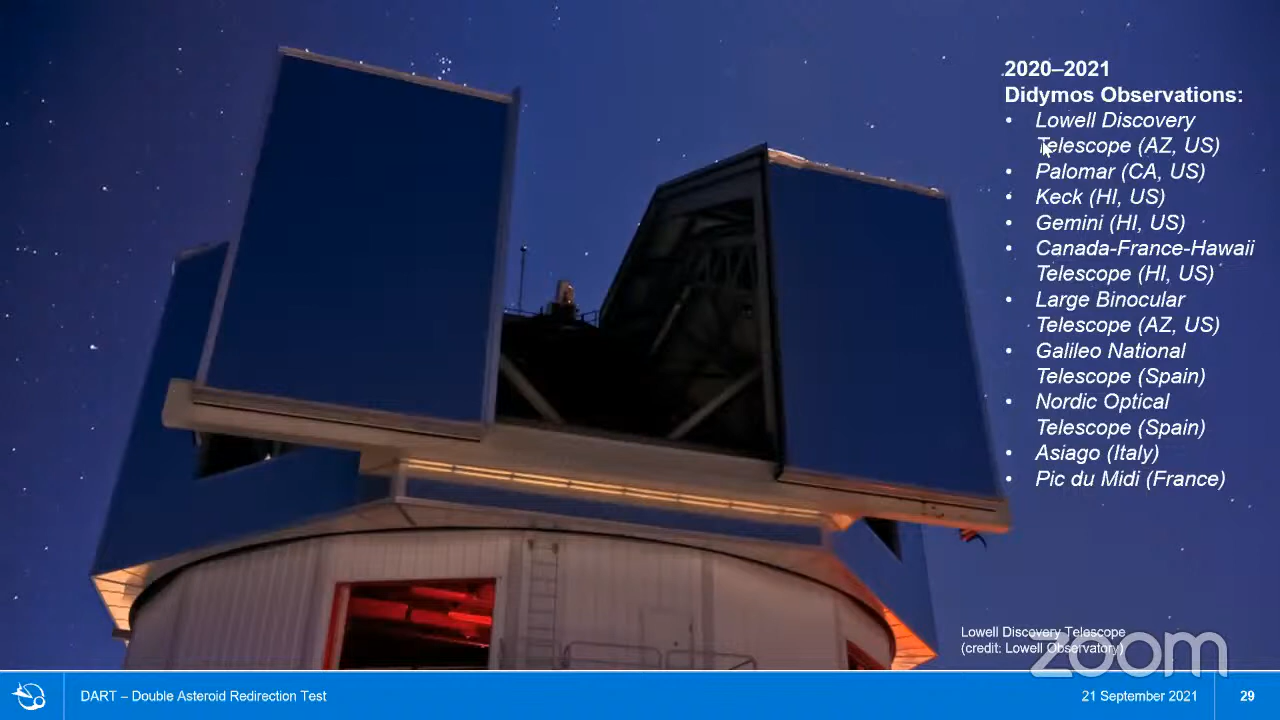 2020–2021
Didymos Observations:
• Lowell Discovery
Telescope (AZ, US)
• Palomar (CA, US)
• Keck (HI, US)
• Gemini (HI, US)
• Canada-France-Hawaii
Telescope (HI, US)
• Large Binocular
Telescope (AZ, US)
• Galileo National
Telescope (Spain)
• Nordic Optical
Telescope (Spain)
• Asiago (Italy)
• Pic du Midi (France)
Lowell Discovery Telescope
(credit: Lowell Observatory)
zoom
DART – Double Asteroid Redirection Test
21 September 2021
29